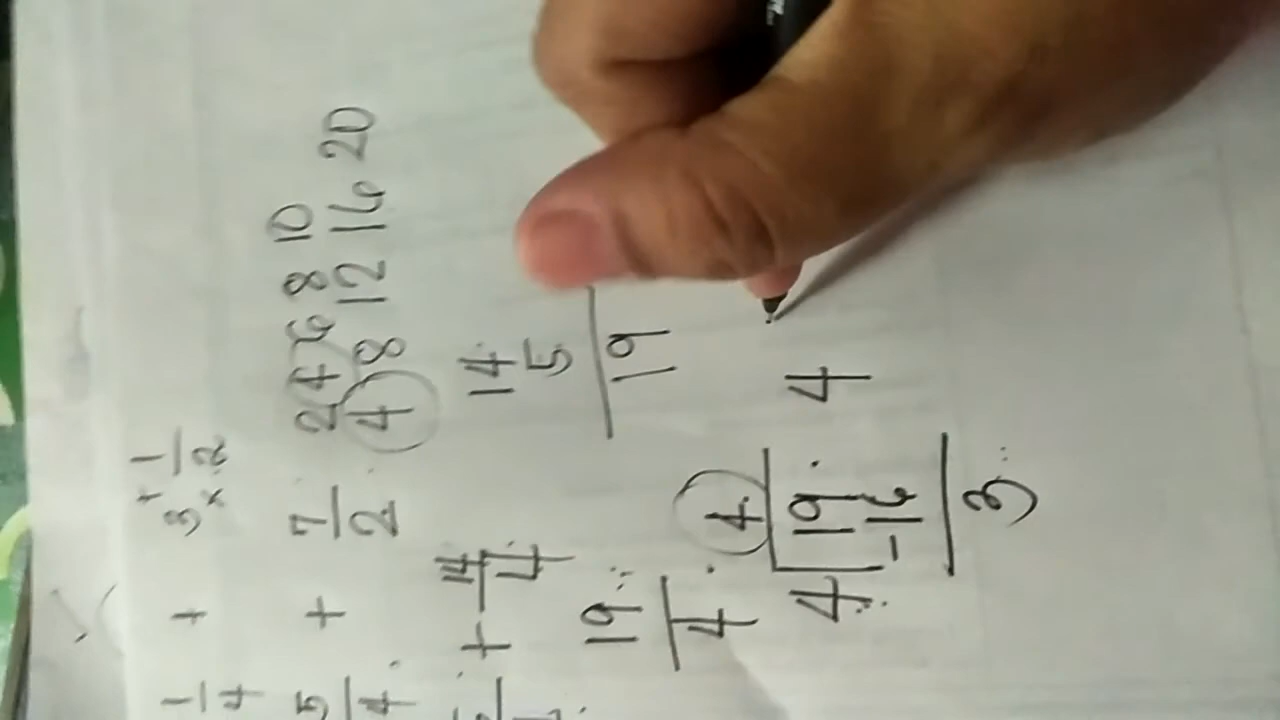 1/4 + 3 + 1/× 2
5/4 + 7/2 2 4 6 8 10
4 8 12 16 20
+ 14/4 14
5
19
19/4
4
4 19 4
-16
3